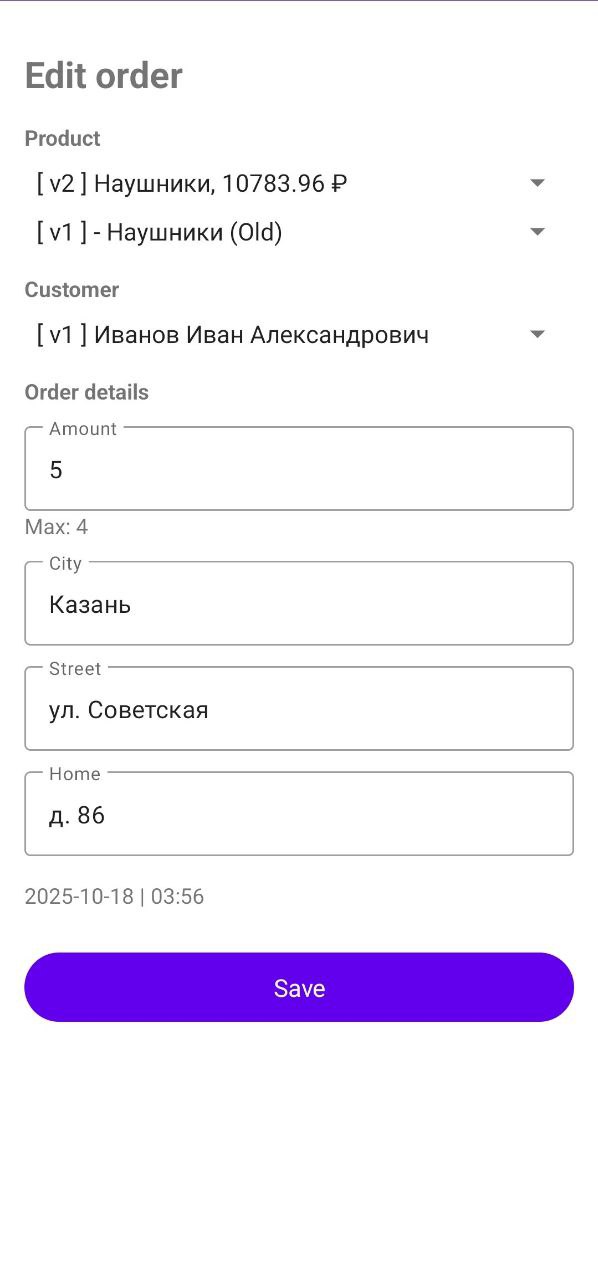 Edit order
Product
[ v2 ] Наушники, 10783.96 ₽
[ v1 ] - Наушники (Old)
Customer
[ v1 ] Иванов Иван Александрович
Order details
Amount
5
Max: 4
City
Казань
Street
ул. Советская
Home
д. 86
2025-10-18 | 03:56
Save